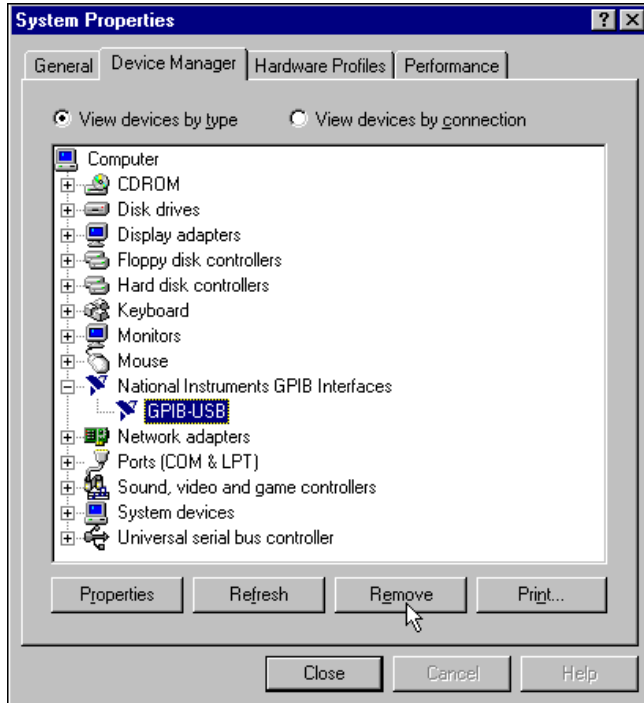 System Properties
General Device Manager Hardware Profiles Performance
View devices by type View devices by connection
Computer
CDROM
Disk drives
Display adapters
Floppy disk controllers
Hard disk controllers
Keyboard
Monitors
Mouse
National Instruments GPIB Interfaces
GPIB-USB
Network adapters
Ports (COM & LPT)
Sound, video and game controllers
System devices
Universal serial bus controller
Properties Refresh Remove Print...
Close Cancel Help